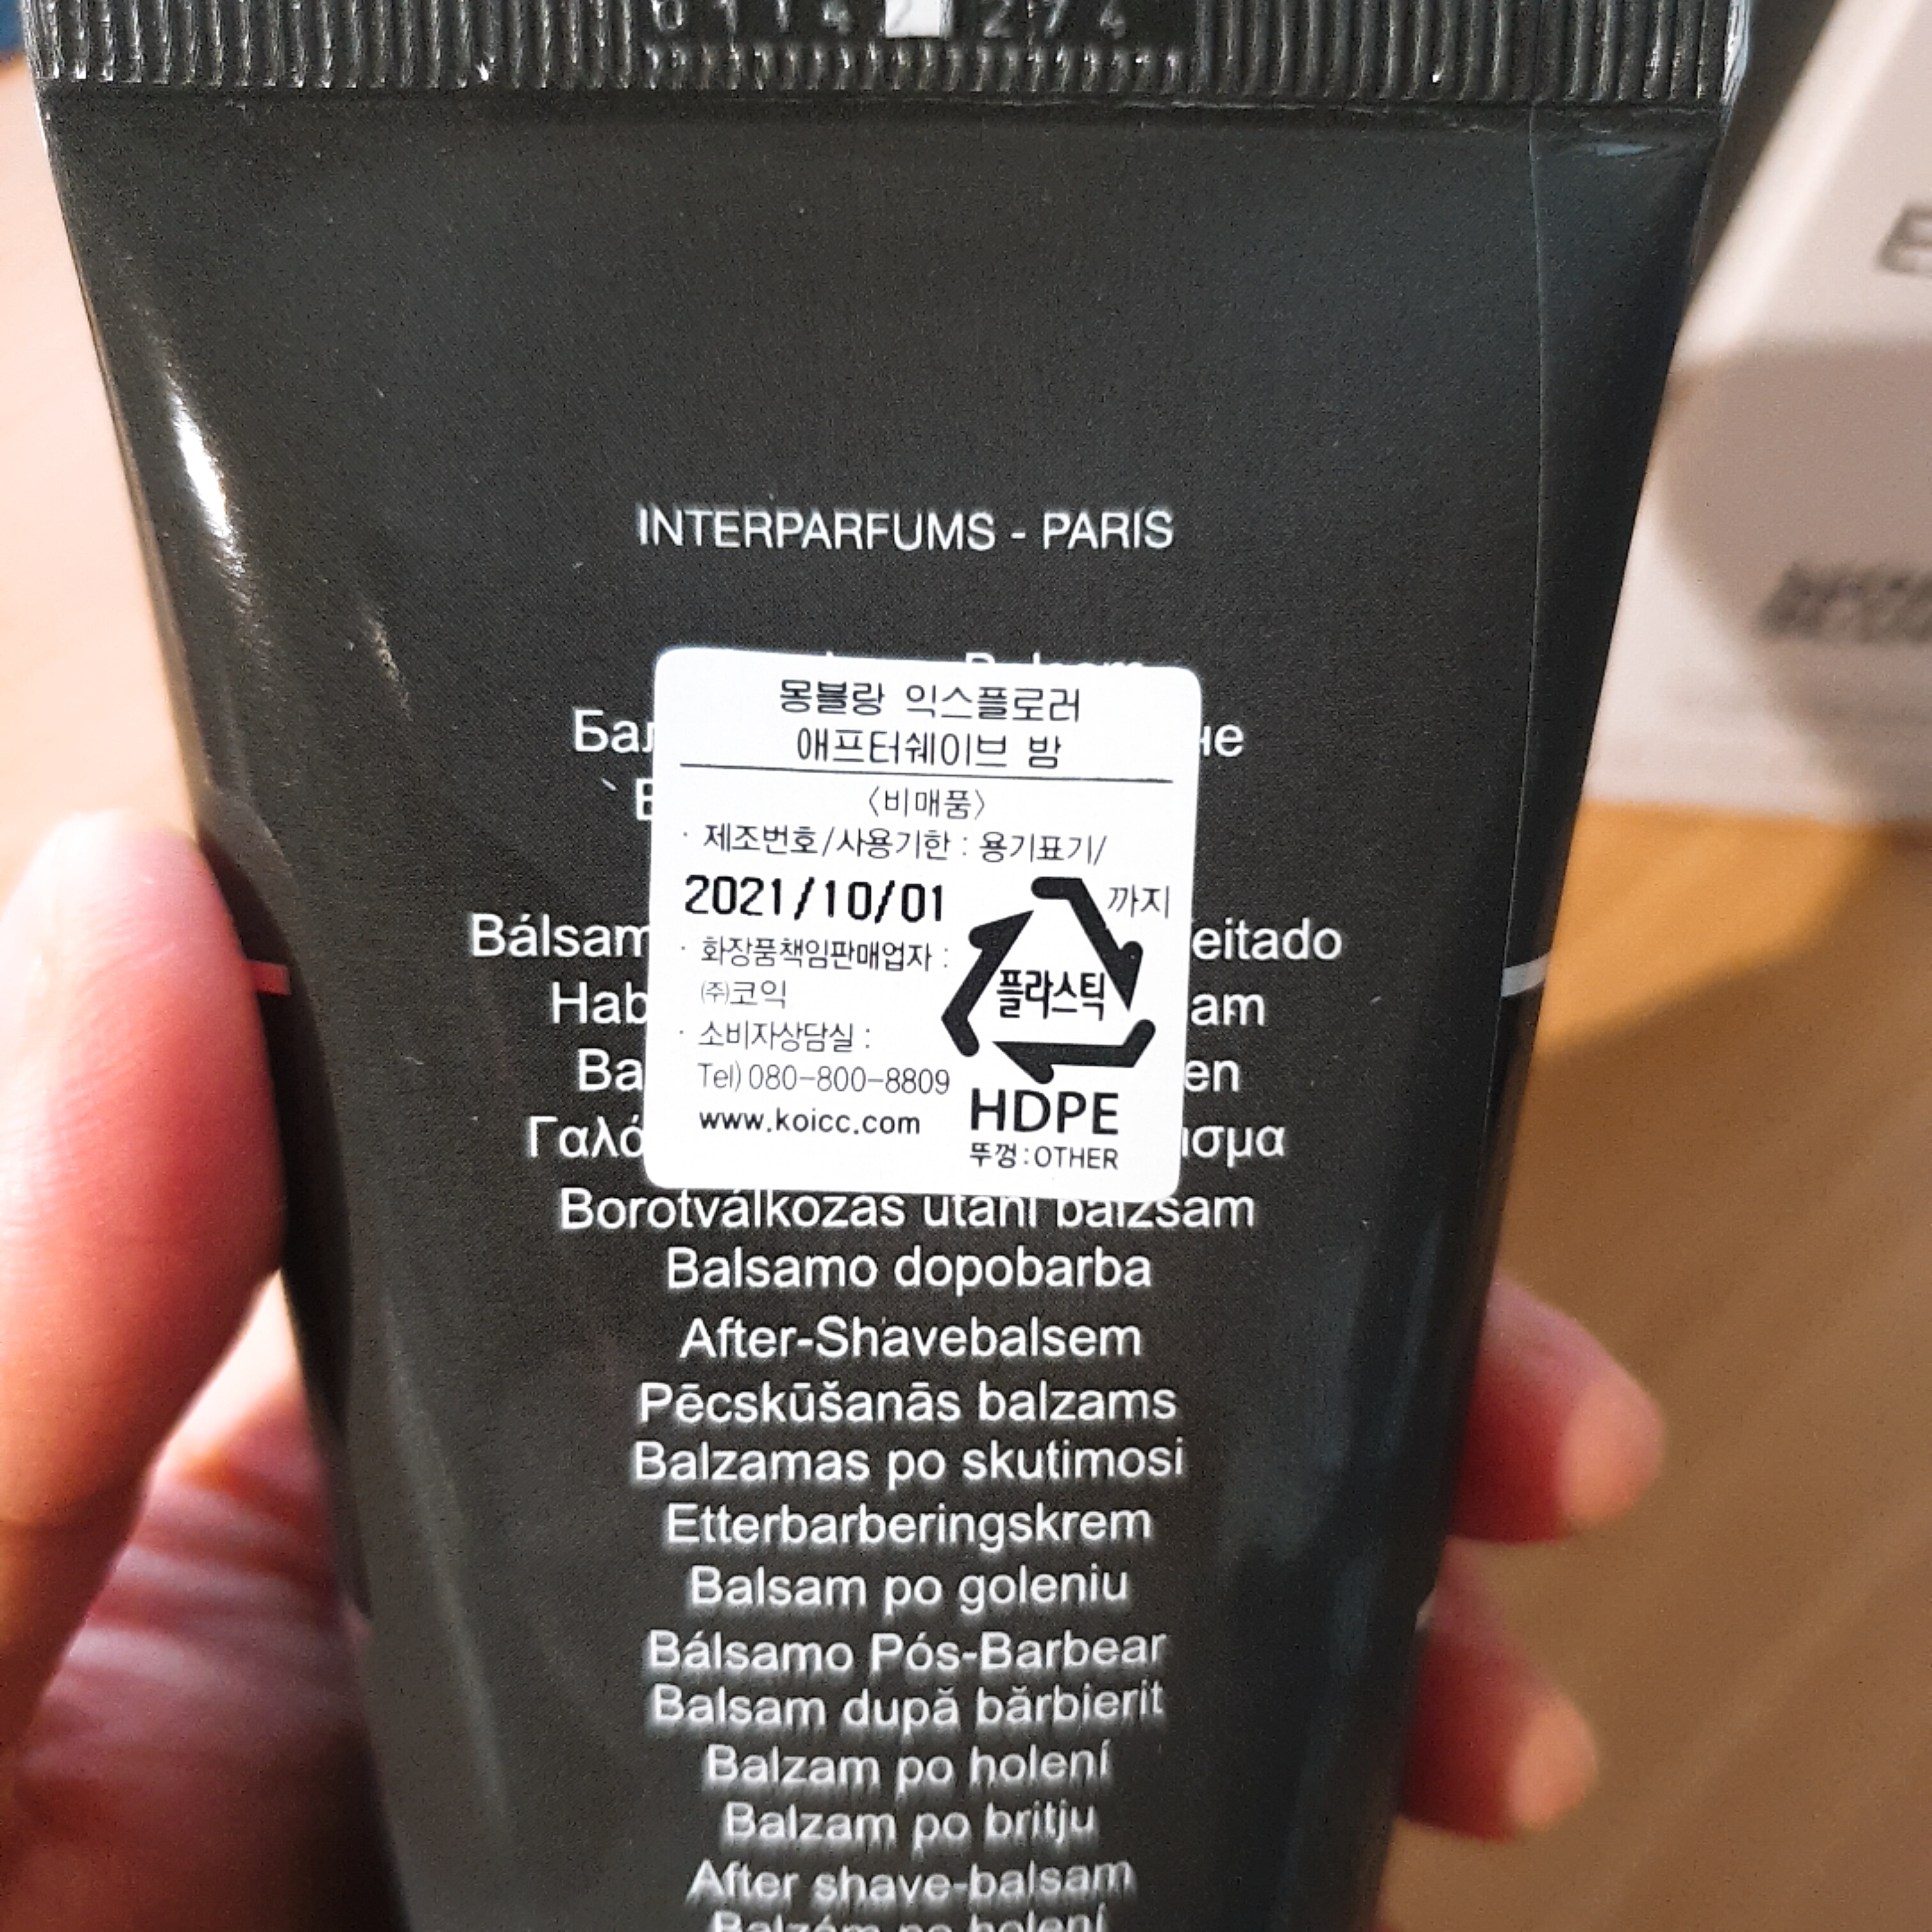 INTERPARFUMS - PARIS
몽블랑 익스플로러
애프터쉐이브 밤
<비매품>
· 제조번호/사용기한 : 용기표기/
2021/10/01 까지
· 화장품책임판매업자 :
㈜코익
· 소비자상담실 :
Tel) 080-800-8809
www.koicc.com
플라스틱
HDPE
뚜껑:OTHER
Borotválkozás utáni balzsam
Balsamo dopobarba
After-Shavebalsem
Pēcskūšanās balzams
Balzamas po skutimosi
Etterbarberingskrem
Balsam po goleniu
Bálsamo Pós-Barbear
Balsam după bărbierit
Balzam po holení
Balzam po britju
After shave-balsam
Balzám po holení